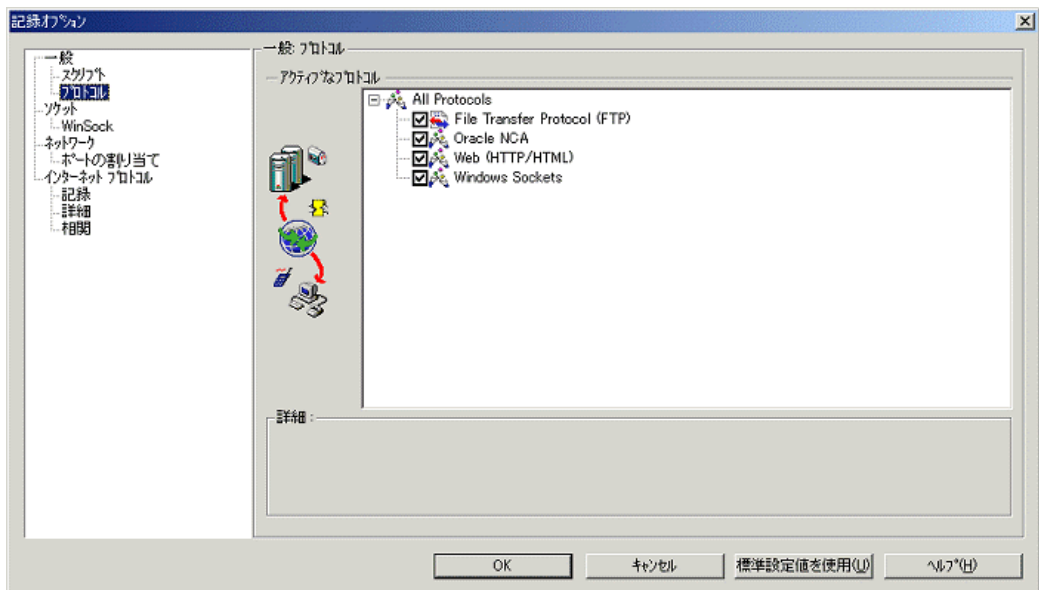 記録ｵﾌﾟｼｮﾝ
一般
ｽｸﾘﾌﾟﾄ
ﾌﾟﾛﾄｺﾙ
ｿｹｯﾄ
WinSock
ﾈｯﾄﾜｰｸ
ﾎﾟｰﾄの割り当て
ｲﾝﾀｰﾈｯﾄ ﾌﾟﾛﾄｺﾙ
記録
詳細
相関
一般: ﾌﾟﾛﾄｺﾙ
ｱｸﾃｨﾌﾞなﾌﾟﾛﾄｺﾙ
All Protocols
File Transfer Protocol (FTP)
Oracle NCA
Web (HTTP/HTML)
Windows Sockets
詳細 :
OK
ｷｬﾝｾﾙ
標準設定値を使用(U)
ﾍﾙﾌﾟ(H)